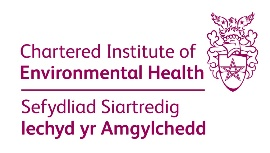 Chartered Institute of
Environmental Health
Sefydliad Siartredig
Iechyd yr Amgylchedd